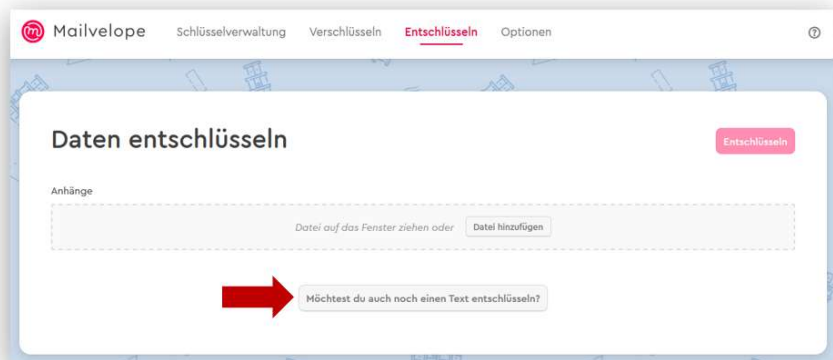 Mailvelope Schlüsselverwaltung Verschlüsseln Entschlüsseln Optionen
Daten entschlüsseln
Entschlüsseln
Anhänge
Datei auf das Fenster ziehen oder Datei hinzufügen
Möchtest du auch noch einen Text entschlüsseln?